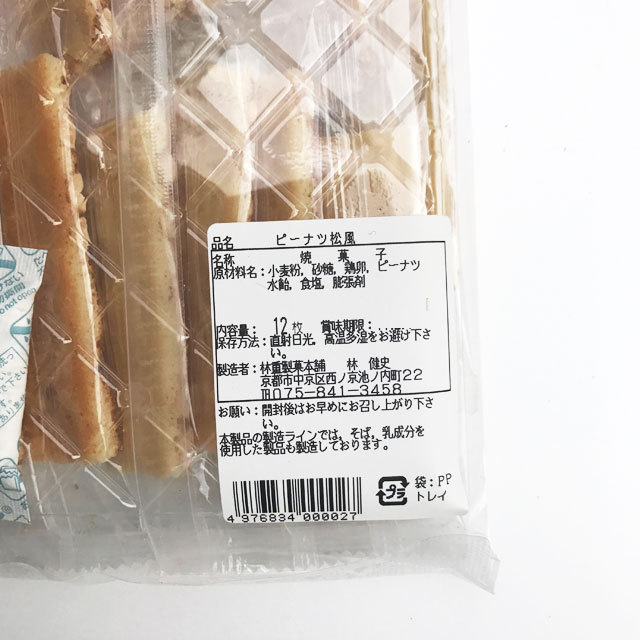 品名 ピーナツ松風
名称 焼菓子
原材料名：小麦粉，砂糖，鶏卵，ピーナツ
水飴，食塩，膨張剤
内容量： 12枚 賞味期限：
保存方法：直射日光，高温多湿をお避け下さ
い。
製造者：林重製菓本舗 林 健史
京都市中京区西ノ京池ノ内町22
℡075-841-3458
お願い：開封後はお早めにお召し上がり下さ
い。
本製品の製造ラインでは，そば，乳成分を
使用した製品も製造しております。
4976834000027
プラ
袋：PP
トレイ